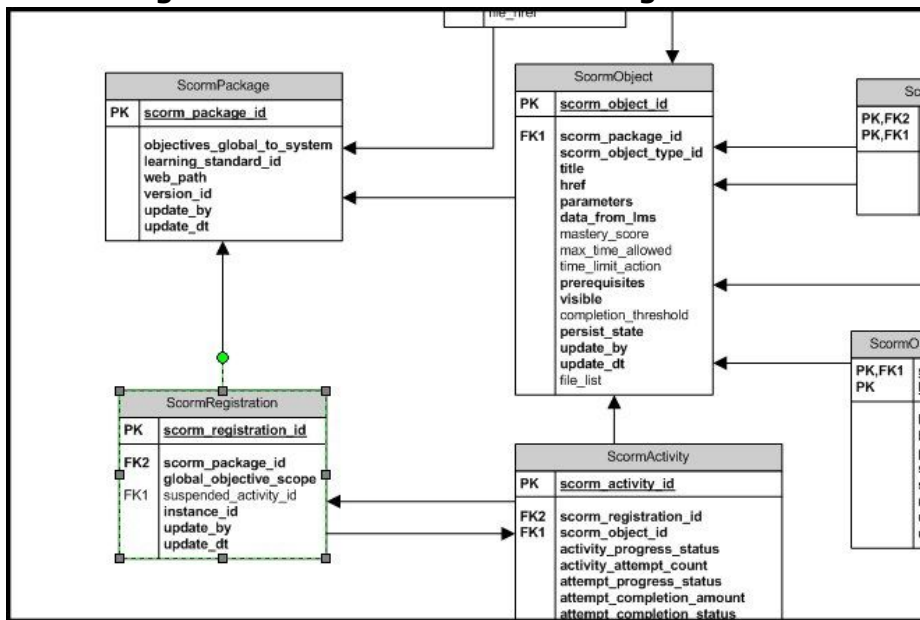 file_href
ScormPackage
PK scorm_package_id
objectives_global_to_system
learning_standard_id
web_path
version_id
update_by
update_dt
ScormObject
PK scorm_object_id
FK1 scorm_package_id
scorm_object_type_id
title
href
parameters
data_from_lms
mastery_score
max_time_allowed
time_limit_action
prerequisites
visible
completion_threshold
persist_state
update_by
update_dt
file_list
Sc
PK,FK2
PK,FK1
ScormO
PK,FK1
PK
ScormRegistration
PK scorm_registration_id
FK2 scorm_package_id
global_objective_scope
FK1 suspended_activity_id
instance_id
update_by
update_dt
ScormActivity
PK scorm_activity_id
FK2 scorm_registration_id
FK1 scorm_object_id
activity_progress_status
activity_attempt_count
attempt_progress_status
attempt_completion_amount
attempt_completion_status